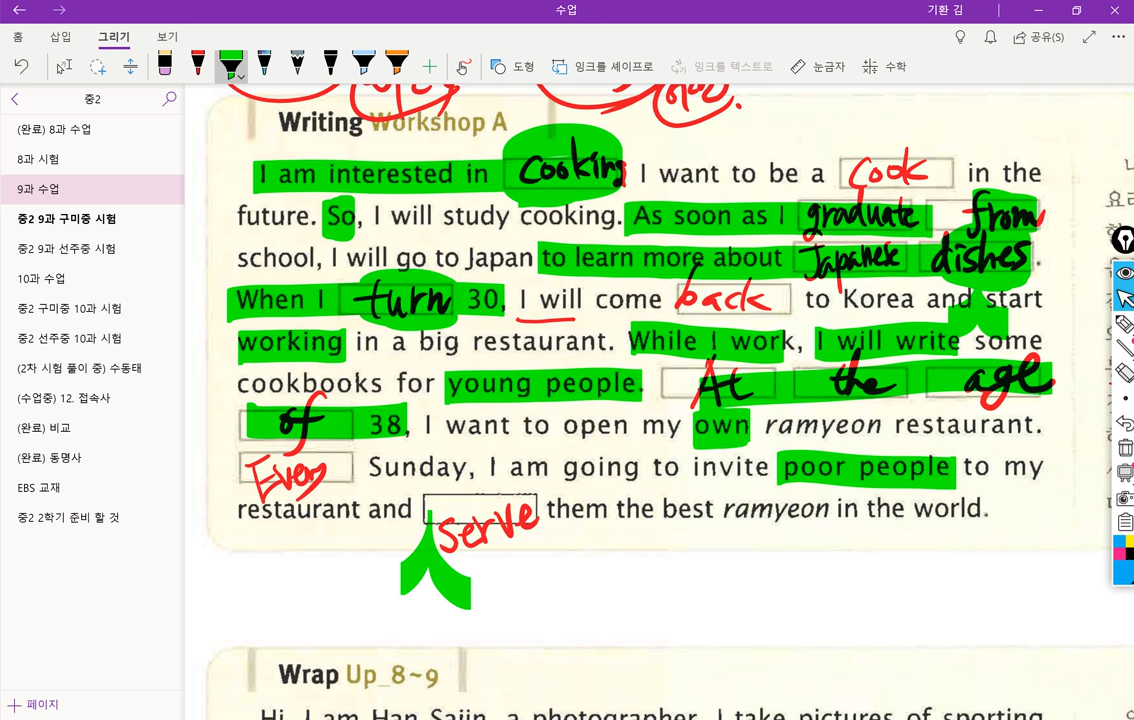 수업
기환 김
홈 삽입 그리기 보기
공유(S)
도형 잉크를 셰이프로 잉크를 텍스트로 눈금자 수학
중2
(완료) 8과 수업
8과 시험
9과 수업
중2 9과 구미중 시험
중2 9과 선주중 시험
10과 수업
중2 구미중 10과 시험
중2 선주중 10과 시험
(2차 시험 풀이 중) 수동태
(수업중) 12. 접속사
(완료) 비교
(완료) 동명사
EBS 교재
중2 2학기 준비 할 것
페이지
Writing Workshop A
I am interested in cooking I want to be a cook in the
future. So, I will study cooking. As soon as I graduate from
school, I will go to Japan to learn more about Japanese dishes.
When I turn 30, I will come back to Korea and start
working in a big restaurant. While I work, I will write some
cookbooks for young people. At the age
of 38, I want to open my own ramyeon restaurant.
Every Sunday, I am going to invite poor people to my
restaurant and serve them the best ramyeon in the world.
Wrap Up_8~9
Hi, I am Han Sajin, a photographer. I take pictures of sporting